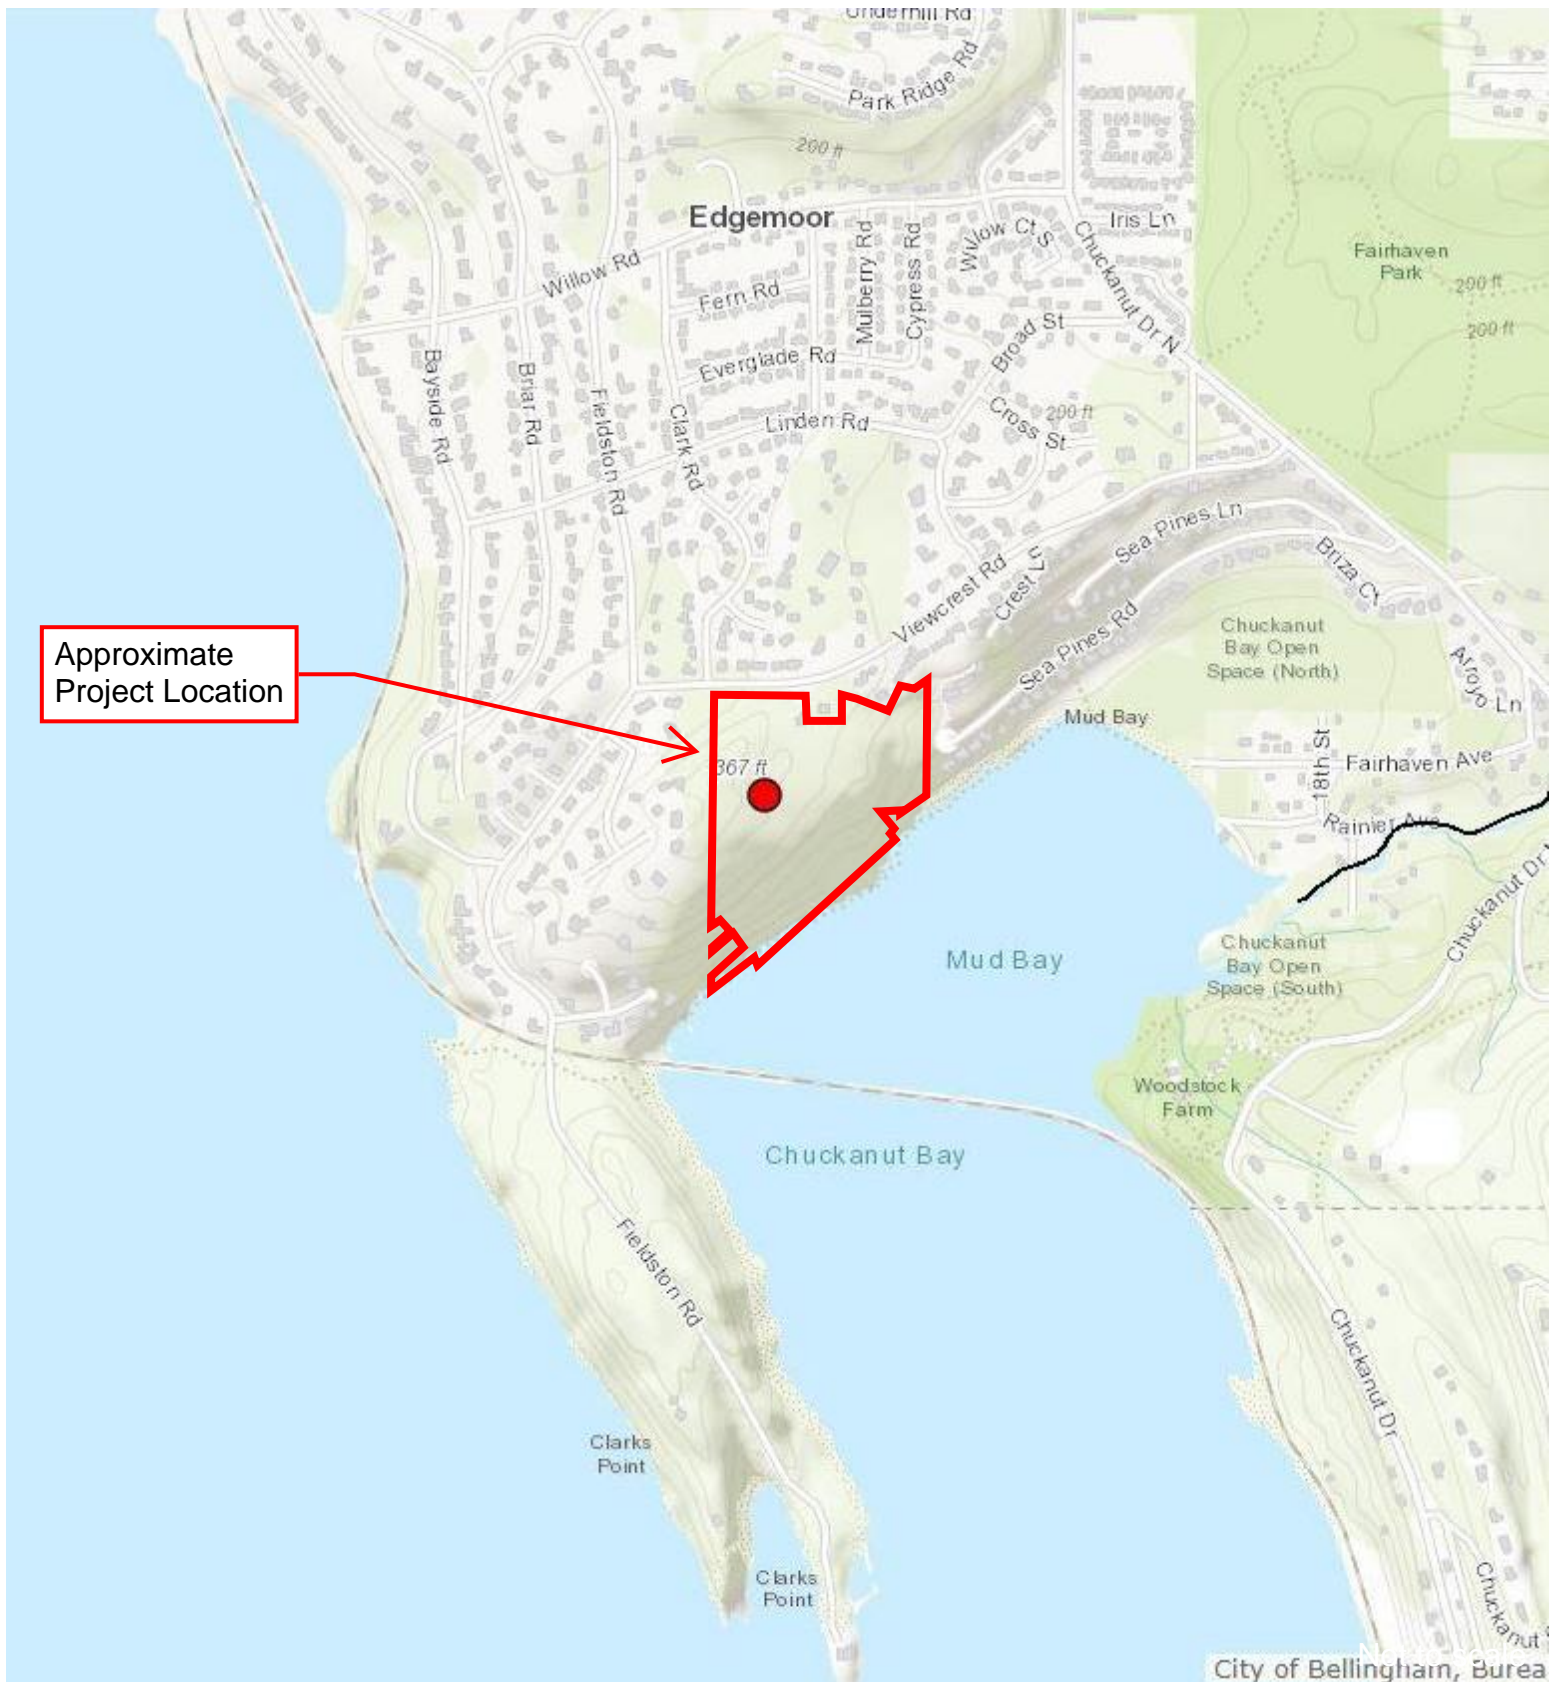 Underhill Rd
Park Ridge Rd
200 ft
Edgemoor
Iris Ln
Willow Ct S
Mulberry Rd
Cypress Rd
Chuckanut Dr N
Fairhaven
Park
200 ft
200 ft
Willow Rd
Fern Rd
Broad St
Everglade Rd
Bayside Rd
Briar Rd
Fieldston Rd
Clark Rd
Linden Rd
Cross St
200 ft
Sea Pines Ln
Briza Ct
Viewcrest Rd
Crest Ln
Sea Pines Rd
Chuckanut
Bay Open
Space (North)
Arroyo Ln
Approximate
Project Location
Mud Bay
367 ft
18th St
Fairhaven Ave
Rainier Ave
Chuckanut Dr N
Mud Bay
Chuckanut
Bay Open
Space (South)
Woodstock
Farm
Chuckanut Bay
Fieldston Rd
Chuckanut Dr
Clarks
Point
Clarks
Point
Chuckanut
City of Bellingham, Burea